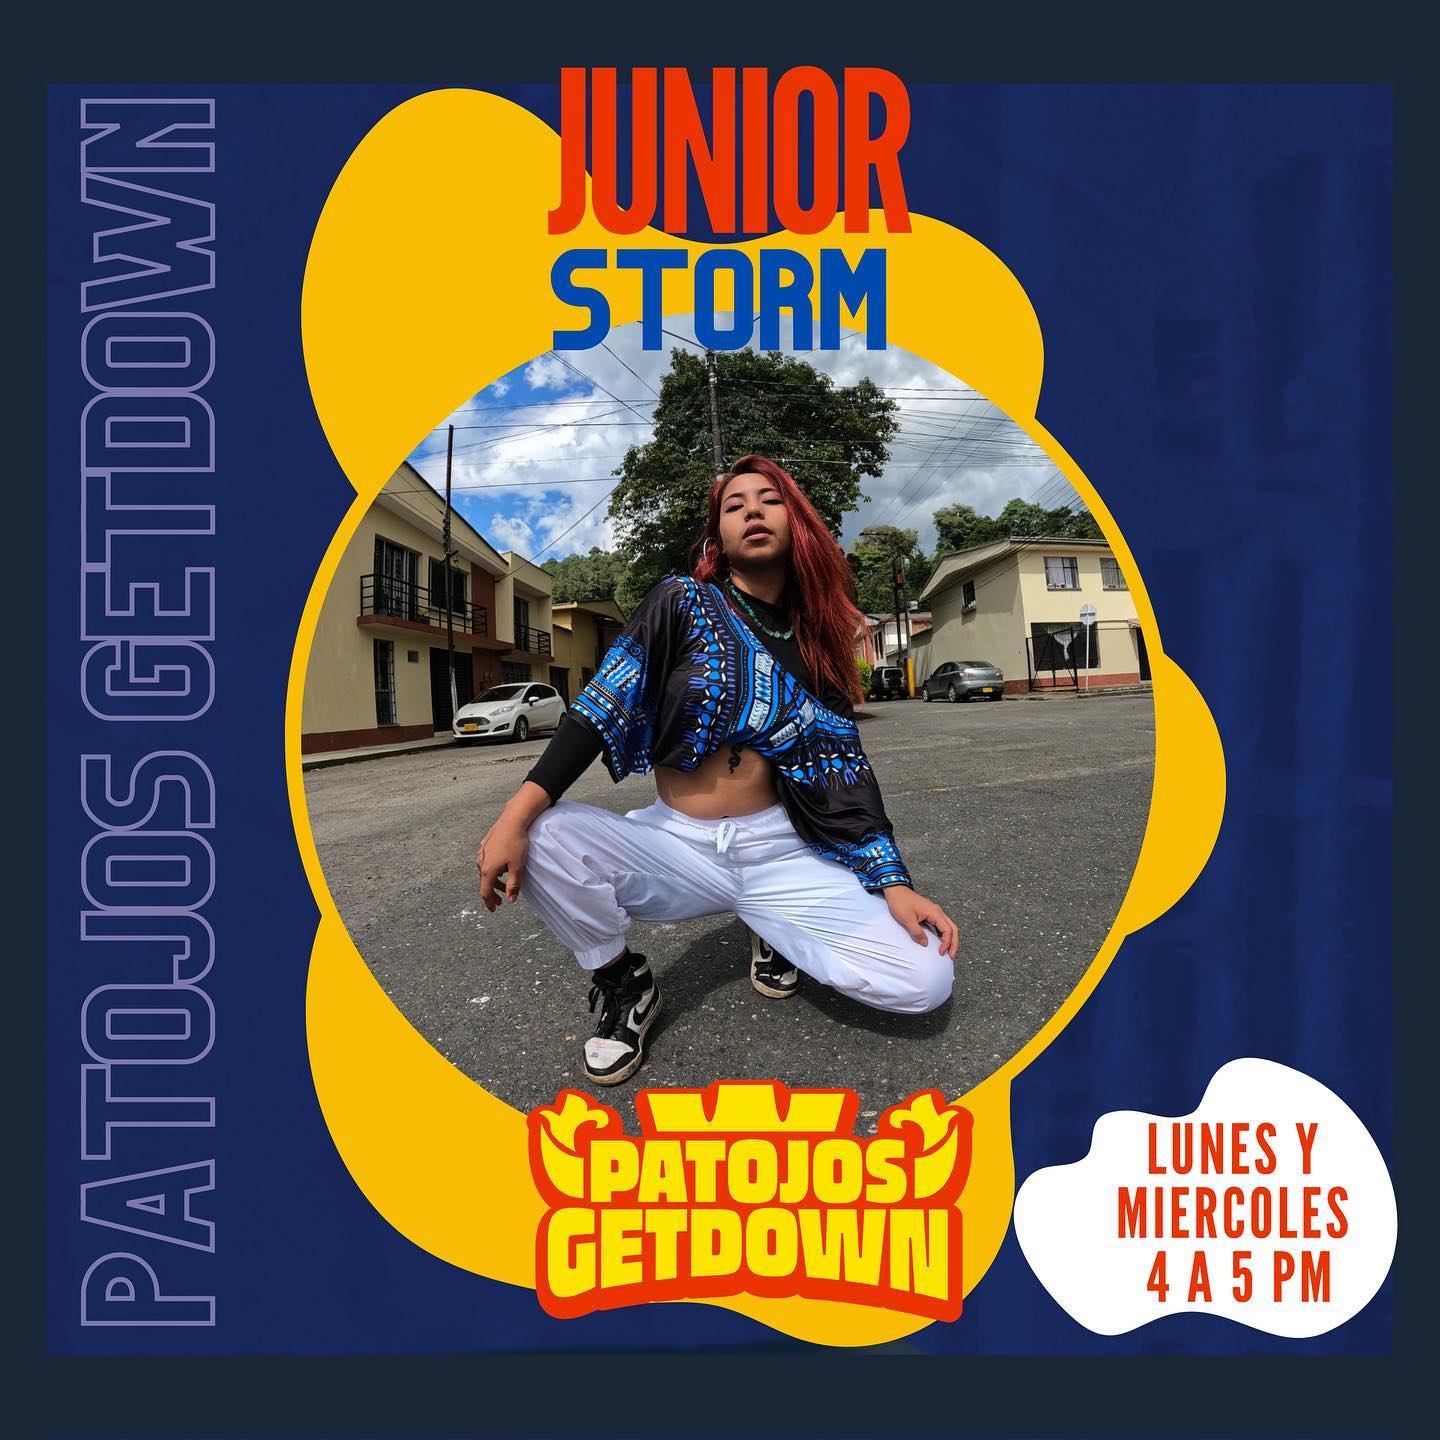 JUNIOR
STORM
PATOJOS GETDOWN
PATOJOS
GETDOWN
LUNES Y
MIERCOLES
4 A 5 PM